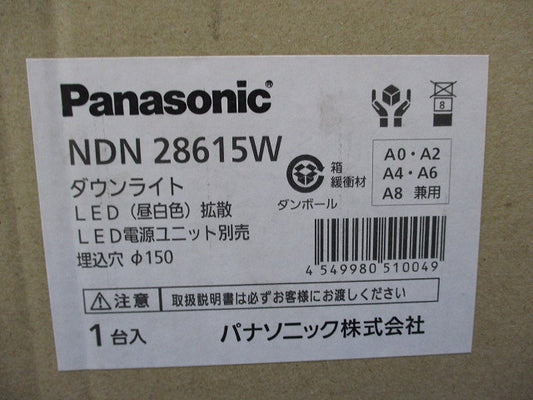 Panasonic®
NDN 28615W
ダウンライト
LED（昼白色）拡散
LED電源ユニット別売
埋込穴 φ150
8
箱
緩衝材
ダンボール
A0・A2
A4・A6
A8 兼用
4 549980 510049
注意
取扱説明書は必ずお客様にお渡しください
1台入
パナソニック株式会社